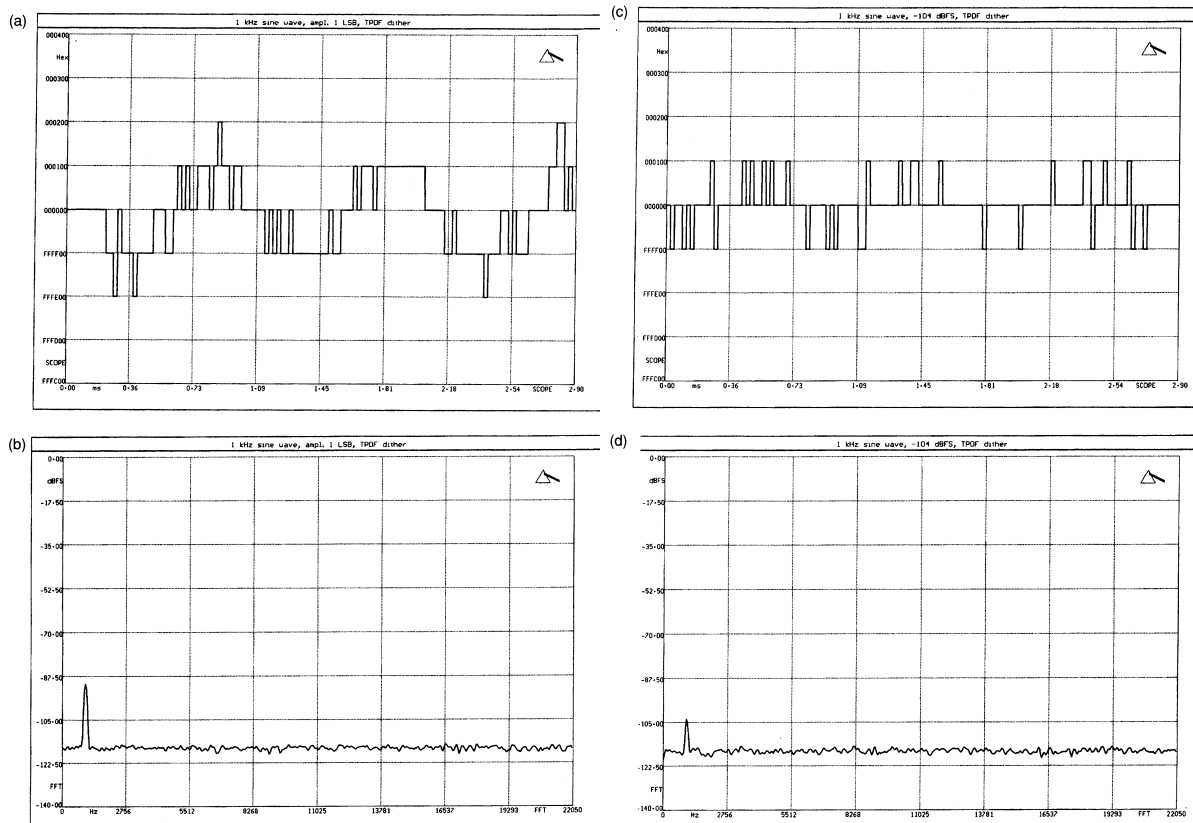 (a)
1 kHz sine wave, ampl. 1 LSB, TPDF dither
000400
Hex
000300
000200
000100
000000
FFFF00
FFFE00
FFFD00
SCOPE
FFFC00
0·00 ms 0·36 0·73 1·09 1·45 1·81 2·18 2·54 SCOPE 2·90
(c)
1 kHz sine wave, -104 dBFS, TPDF dither
000400
Hex
000300
000200
000100
000000
FFFF00
FFFE00
FFFD00
SCOPE
FFFC00
0·00 ms 0·36 0·73 1·09 1·45 1·81 2·18 2·54 SCOPE 2·90
(b)
1 kHz sine wave, ampl. 1 LSB, TPDF dither
0·00
dBFS
-17·50
-35·00
-52·50
-70·00
-87·50
-105·00
-122·50
FFT
-140·00
0 Hz 2756 5512 8268 11025 13781 16537 19293 FFT 22050
(d)
1 kHz sine wave, -104 dBFS, TPDF dither
0·00
dBFS
-17·50
-35·00
-52·50
-70·00
-87·50
-105·00
-122·50
FFT
-140·00
0 Hz 2756 5512 8268 11025 13781 16537 19293 FFT 22050